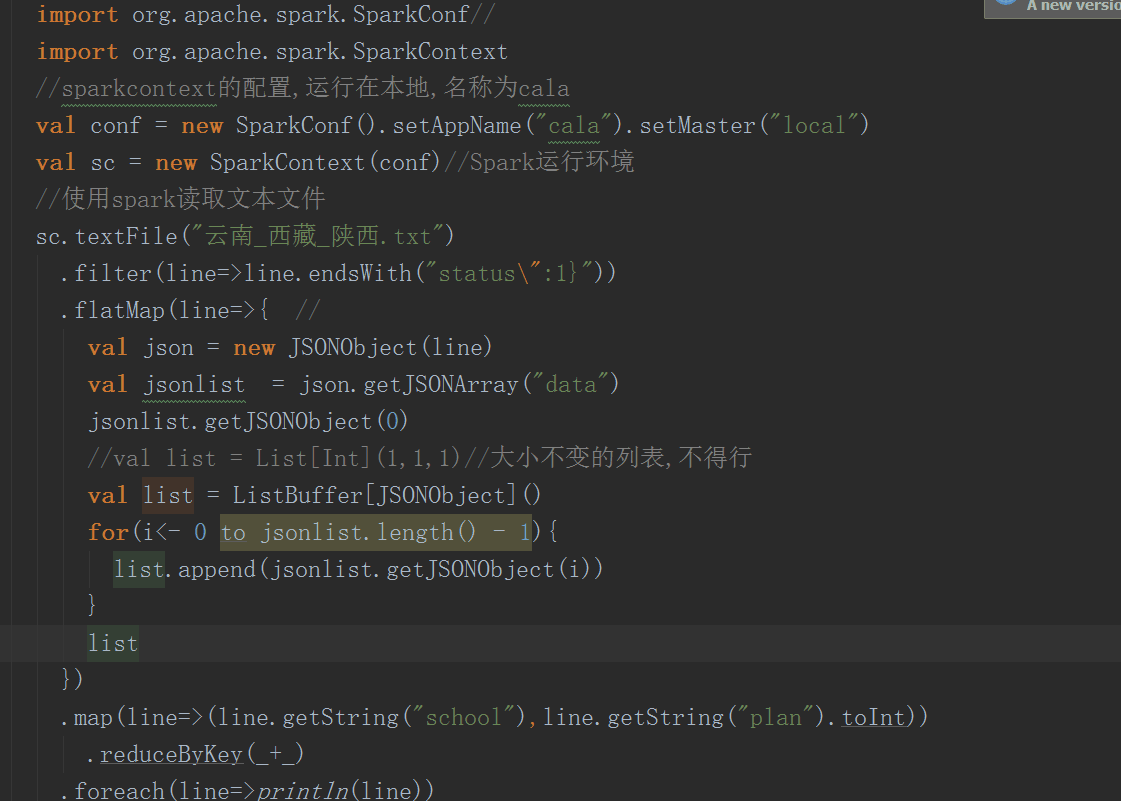 import org.apache.spark.SparkConf//
A new versio
import org.apache.spark.SparkContext
//sparkcontext的配置,运行在本地,名称为cala
val conf = new SparkConf().setAppName("cala").setMaster("local")
val sc = new SparkContext(conf)//Spark运行环境
//使用spark读取文本文件
sc.textFile("云南_西藏_陕西.txt")
.filter(line=>line.endsWith("status\":1}"))
.flatMap(line=>{  //
val json = new JSONObject(line)
val jsonlist  = json.getJSONArray("data")
jsonlist.getJSONObject(0)
//val list = List[Int](1,1,1)//大小不变的列表,不得行
val list = ListBuffer[JSONObject]()
for(i<- 0 to jsonlist.length() - 1){
list.append(jsonlist.getJSONObject(i))
}
list
})
.map(line=>(line.getString("school"),line.getString("plan").toInt))
.reduceByKey(_+_)
.foreach(line=>println(line))